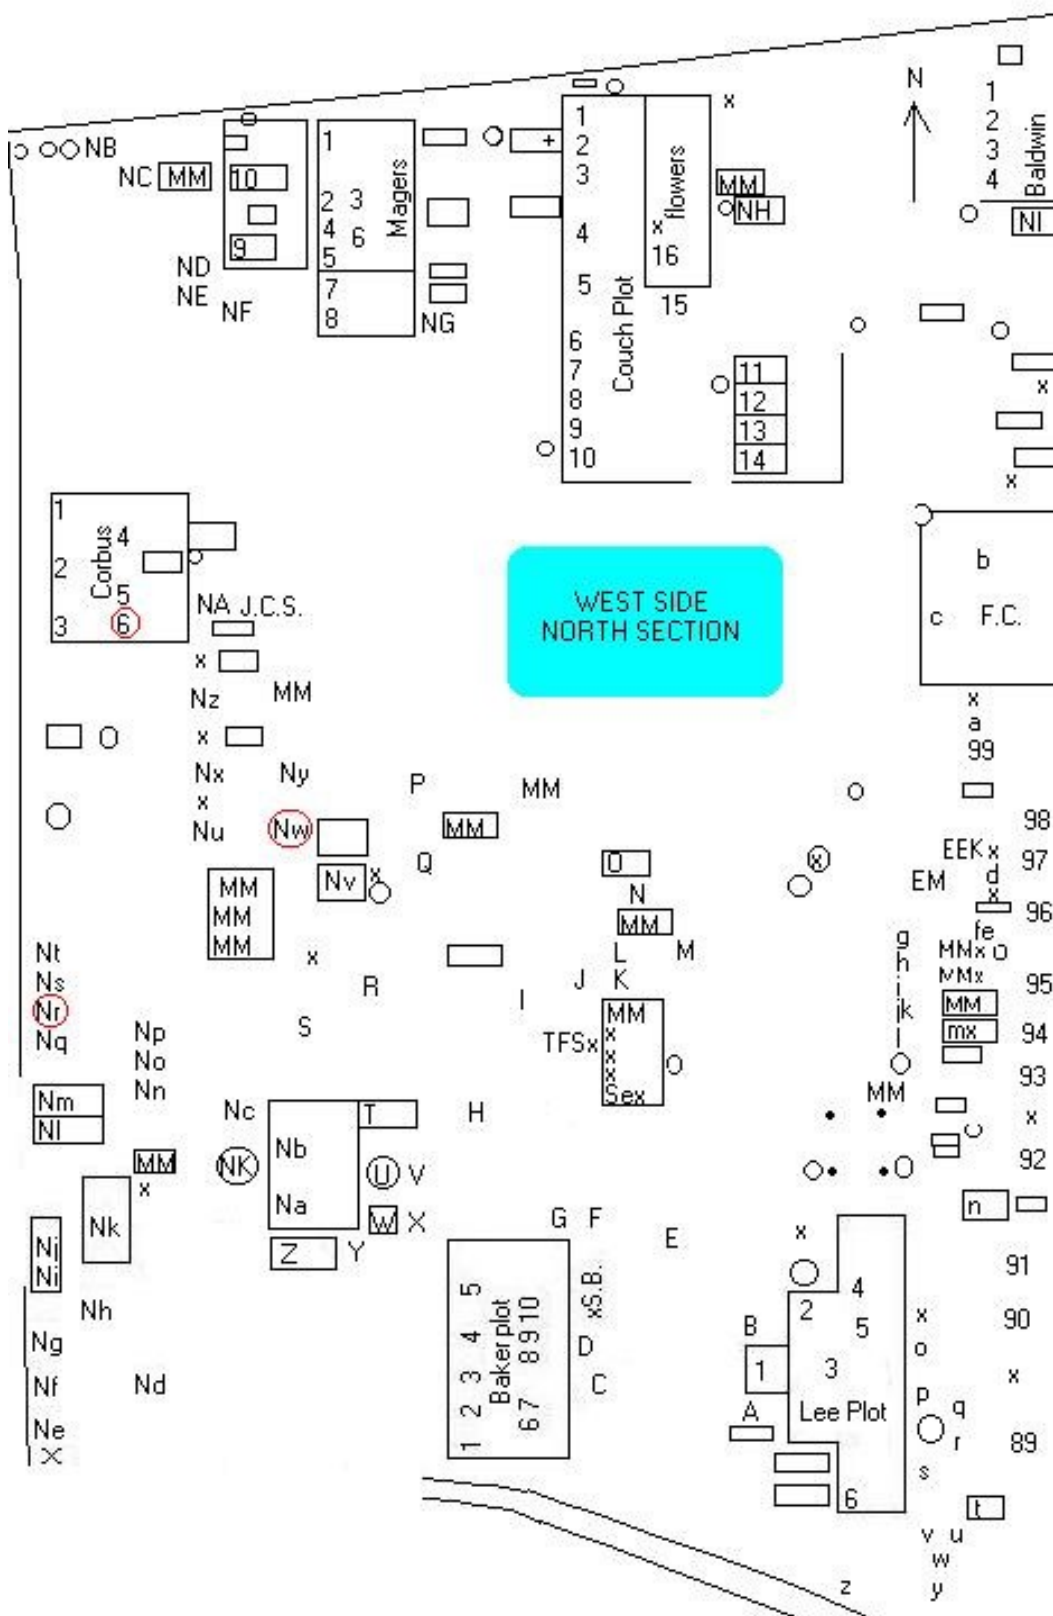 N
1
2
3
4
Baldwin
NI
NB
NC MM
10
9
ND
NE
NF
1
2 3
4 6
5
7
8
Magers
NG
+
1
2
3
4
5
6
7
8
9
10
Couch Plot
x
flowers
x
16
15
MM
NH
11
12
13
14
x
x
1
2
3
4
5
6
Corbus
NA J.C.S.
WEST SIDE
NORTH SECTION
b
c F.C.
x
Nz MM
x
a
99
x
Nx Ny
x
Nu Nw
P MM
MM
98
Q
O
x
EEK x
97
Nv x
N
EM d
x
MM
MM
MM
MM
96
fe
Nt
x
L M
g
h
i
jk
l
MMx O
Ns
R
J K
MMx
95
Nr
I
MM
MM
S
Np
x
mx
94
Nq
No
TFSx
x
x
Nn
x
93
Nm
Sex
MM
Nc
T
H
x
Nl
Nb
MM
NK
U V
92
x
Na
W X
n
Nk
G F
Nj
Z Y
E
x
Ni
91
5
4
3
2
1
Baker plot
10
9
8
7
6
xS.B.
4
2
5
Nh
x
90
B
Ng
D
o
1
3
x
Nf Nd
C
p q
A
Lee Plot
Ne
r
89
X
s
6
t
v u
w
z
y